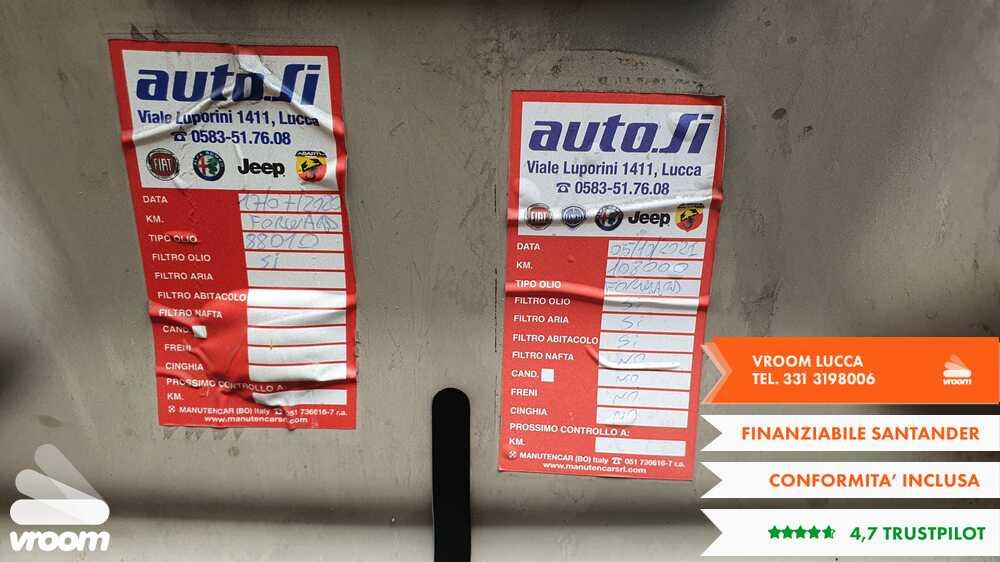 auto.Si
Viale Luporini 1411, Lucca
☎ 0583-51.76.08
FIAT
Jeep
ABARTH
DATA
KM. FORWARD
TIPO OLIO 88010
FILTRO OLIO SI
FILTRO ARIA
FILTRO ABITACOLO
FILTRO NAFTA
CAND.
FRENI
CINGHIA
PROSSIMO CONTROLLO A:
KM.
MANUTENCAR (BO) Italy ☎ 051 736616-7 r.a.
www.manutencarsrl.com
auto.Si
Viale Luporini 1411, Lucca
☎ 0583-51.76.08
FIAT
Jeep
DATA 05/10/2021
KM. 108000
TIPO OLIO FORWARD
FILTRO OLIO SI
FILTRO ARIA SI
FILTRO ABITACOLO SI
FILTRO NAFTA NO
CAND. NO
FRENI NO
CINGHIA NO
PROSSIMO CONTROLLO A:
KM.
MANUTENCAR (BO) Italy ☎ 051 736616-7 r.a.
www.manutencarsrl.com
VROOM LUCCA
TEL. 331 3198006
vroom
FINANZIABILE SANTANDER
CONFORMITA' INCLUSA
4,7 TRUSTPILOT
vroom